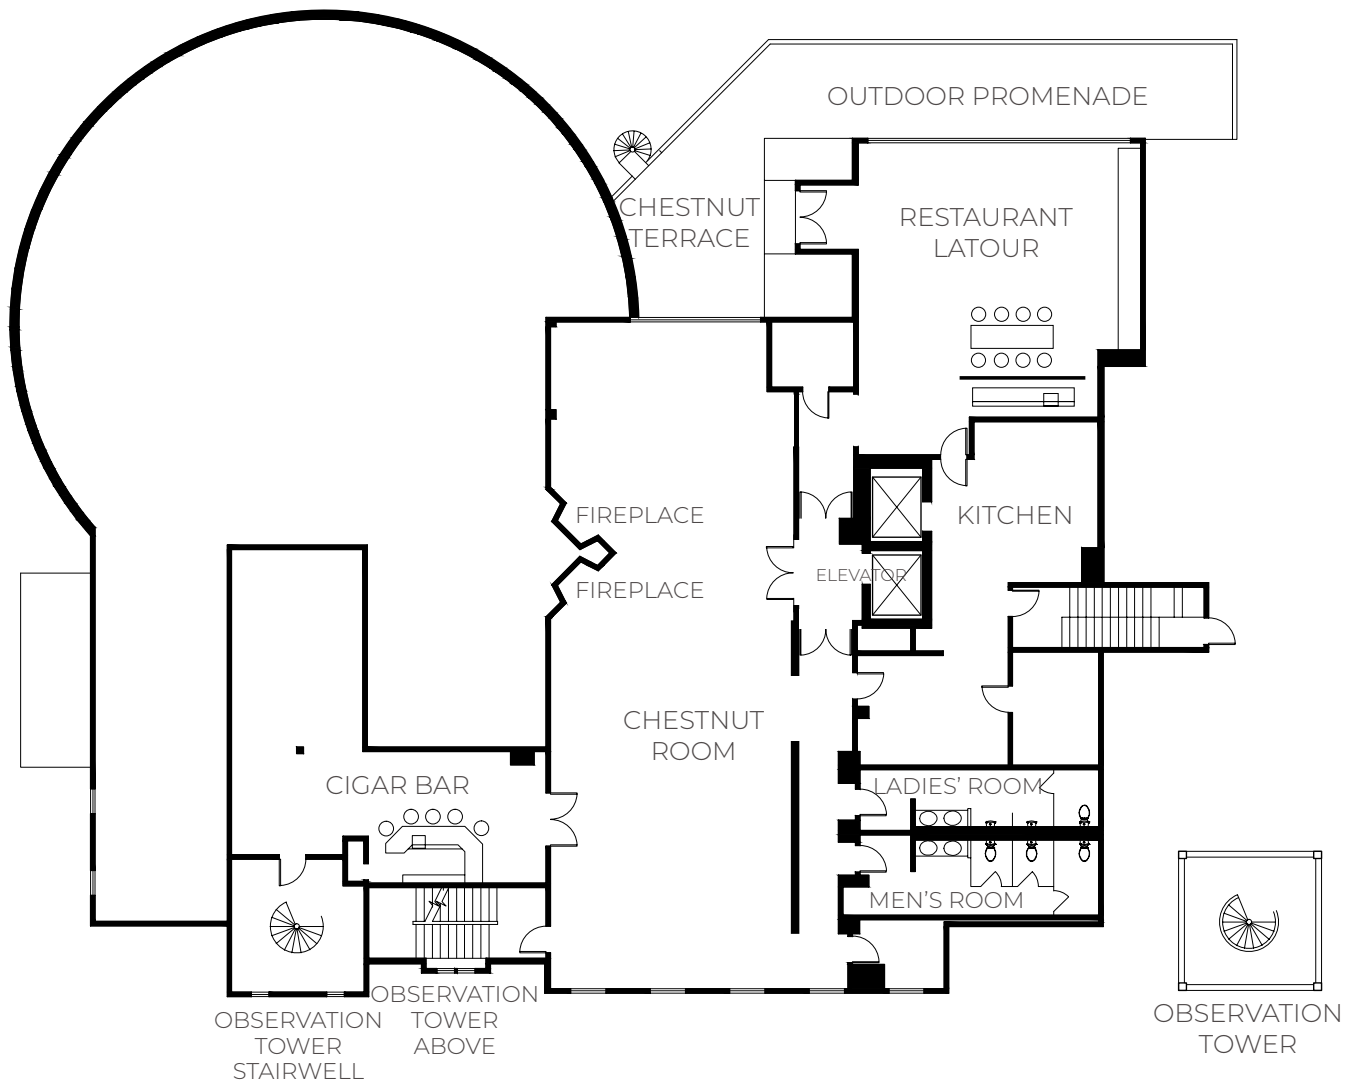 OUTDOOR PROMENADE
CHESTNUT
TERRACE
RESTAURANT
LATOUR
FIREPLACE
KITCHEN
ELEVATOR
FIREPLACE
CHESTNUT
ROOM
CIGAR BAR
LADIES' ROOM
MEN'S ROOM
OBSERVATION
TOWER
ABOVE
OBSERVATION
TOWER
STAIRWELL
OBSERVATION
TOWER